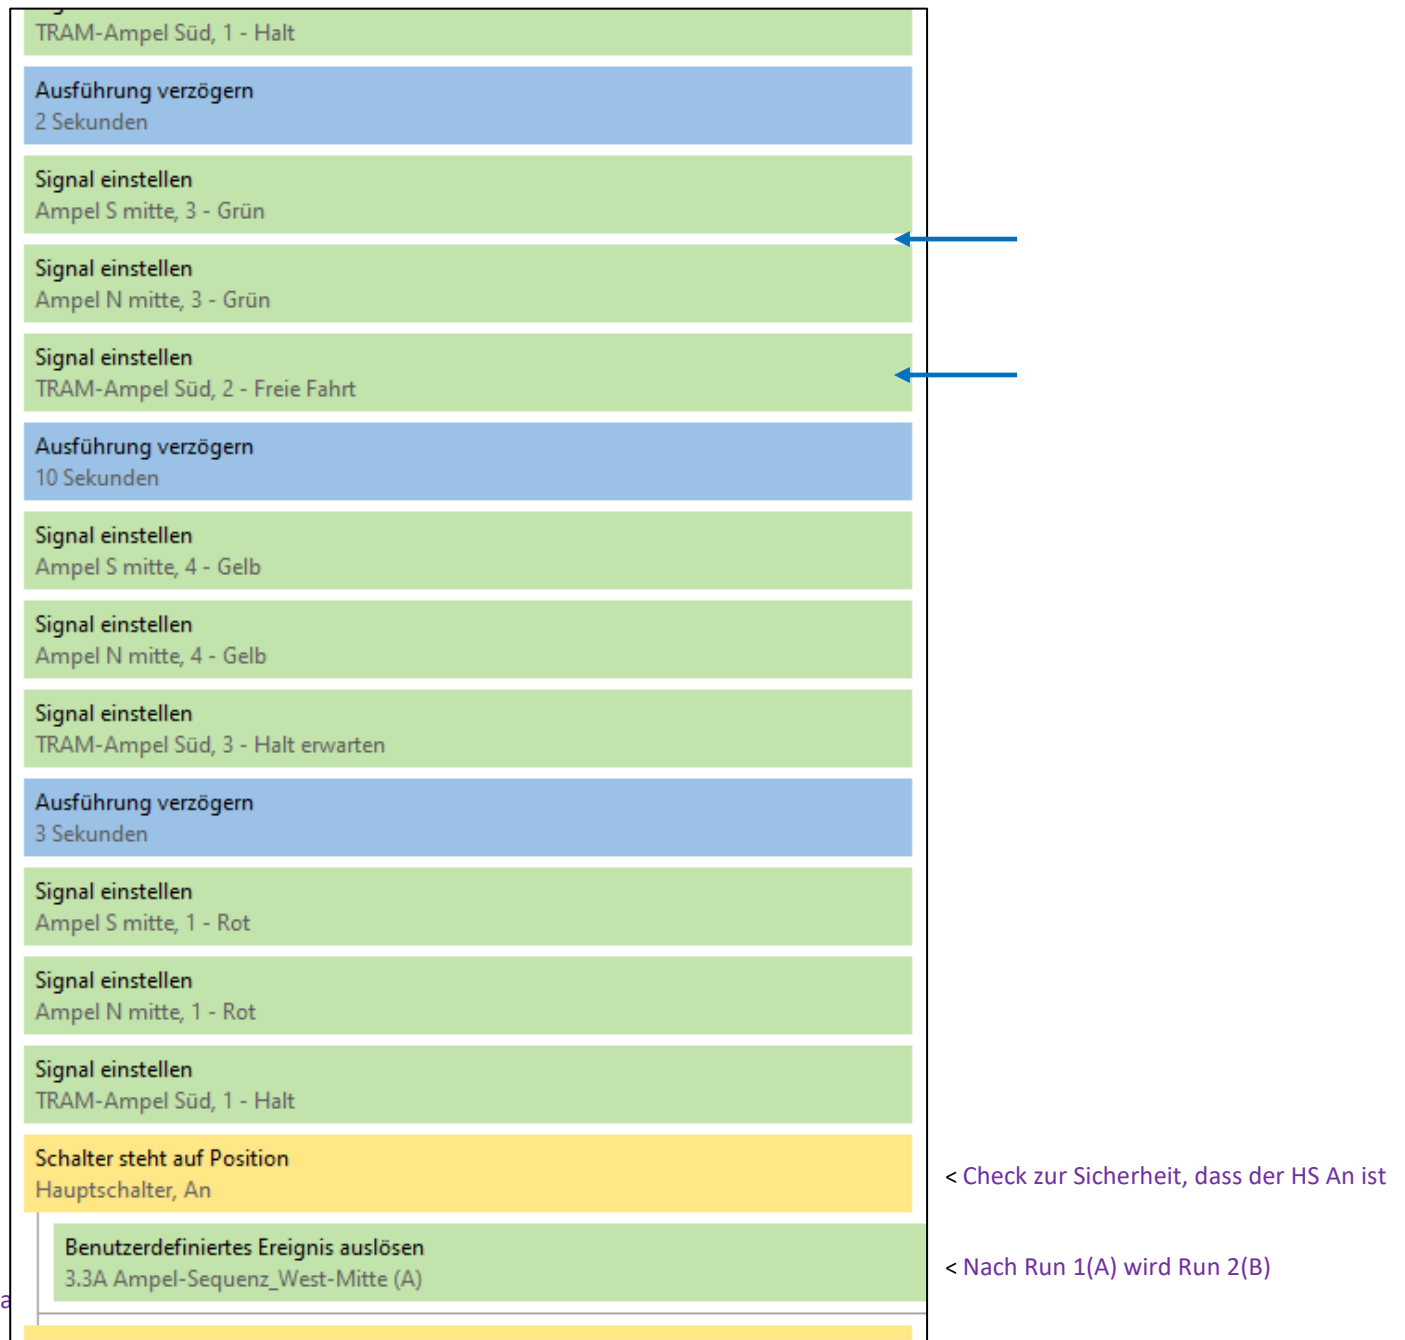 TRAM-Ampel Süd, 1 - Halt
Ausführung verzögern
2 Sekunden
Signal einstellen
Ampel S mitte, 3 - Grün
Signal einstellen
Ampel N mitte, 3 - Grün
Signal einstellen
TRAM-Ampel Süd, 2 - Freie Fahrt
Ausführung verzögern
10 Sekunden
Signal einstellen
Ampel S mitte, 4 - Gelb
Signal einstellen
Ampel N mitte, 4 - Gelb
Signal einstellen
TRAM-Ampel Süd, 3 - Halt erwarten
Ausführung verzögern
3 Sekunden
Signal einstellen
Ampel S mitte, 1 - Rot
Signal einstellen
Ampel N mitte, 1 - Rot
Signal einstellen
TRAM-Ampel Süd, 1 - Halt
Schalter steht auf Position
Hauptschalter, An
< Check zur Sicherheit, dass der HS An ist
Benutzerdefiniertes Ereignis auslösen
3.3A Ampel-Sequenz_West-Mitte (A)
< Nach Run 1(A) wird Run 2(B)
a